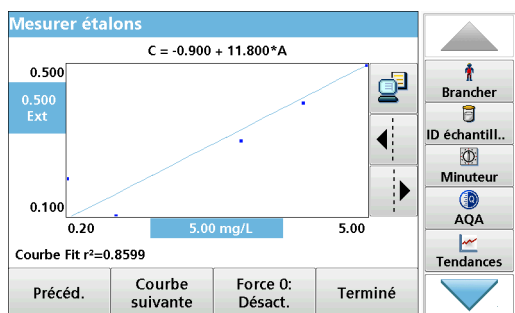 Mesurer étalons
C = -0.900 + 11.800*A
0.500
0.500
Ext
0.100
0.20
5.00 mg/L
5.00
Courbe Fit r²=0.8599
Précéd.
Courbe
suivante
Force 0:
Désact.
Terminé
Brancher
ID échantill..
Minuteur
AQA
Tendances